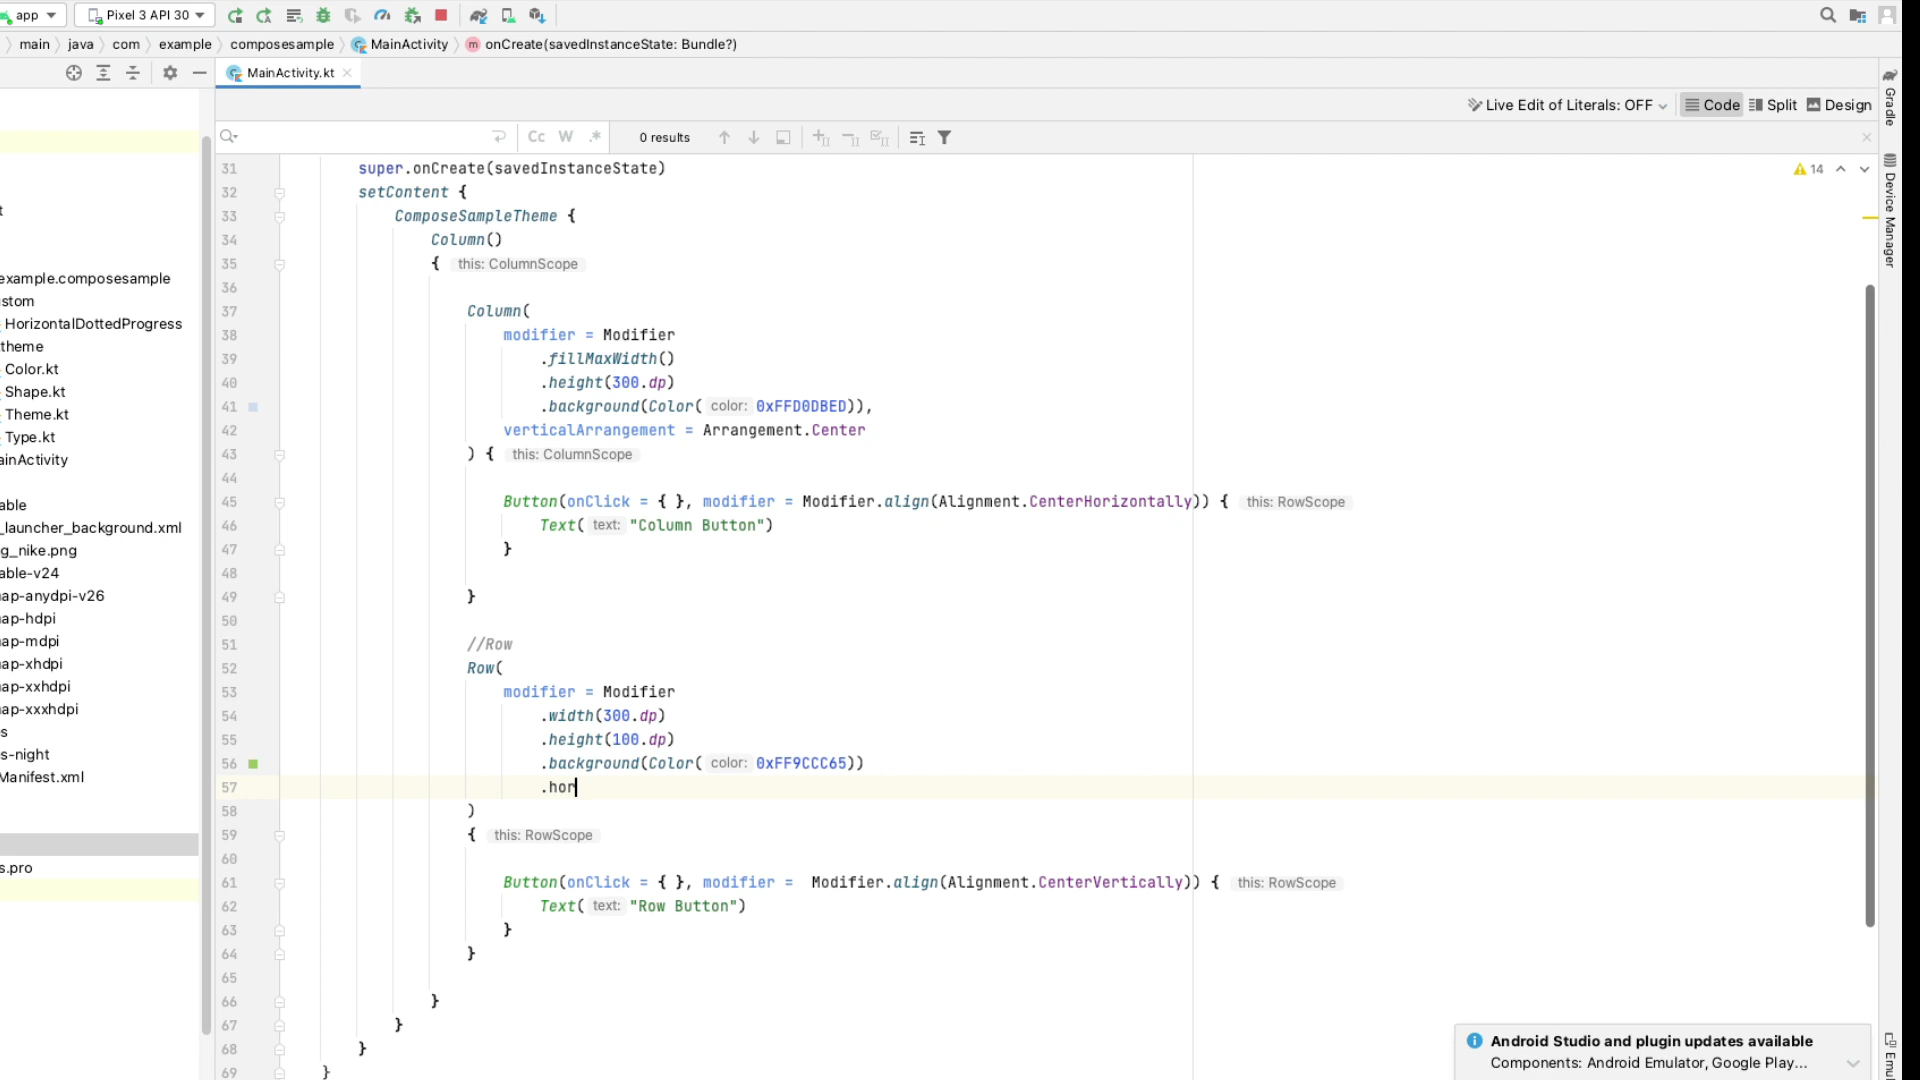 app Pixel 3 API 30
main java com example composesample MainActivity m onCreate(savedInstanceState: Bundle?)
MainActivity.kt
Live Edit of Literals: OFF Code Split Design
Cc W .* 0 results
31 super.onCreate(savedInstanceState) 14
32 setContent {
33 ComposeSampleTheme {
34 Column()
35 { this: ColumnScope
36
37 Column(
38 modifier = Modifier
39 .fillMaxWidth()
40 .height(300.dp)
41 .background(Color( color: 0xFFD0DBED)),
42 verticalArrangement = Arrangement.Center
43 ) { this: ColumnScope
44
45 Button(onClick = { }, modifier = Modifier.align(Alignment.CenterHorizontally)) { this: RowScope
46 Text( text: "Column Button")
47 }
48
49 }
50
51 //Row
52 Row(
53 modifier = Modifier
54 .width(300.dp)
55 .height(100.dp)
56 .background(Color( color: 0xFF9CCC65))
57 .hor
58 )
59 { this: RowScope
60
61 Button(onClick = { }, modifier = Modifier.align(Alignment.CenterVertically)) { this: RowScope
62 Text( text: "Row Button")
63 }
64 }
65
66 }
67 }
68 }
69 }
t
example.composesample
stom
HorizontalDottedProgress
theme
Color.kt
Shape.kt
Theme.kt
Type.kt
ainActivity
able
_launcher_background.xml
g_nike.png
able-v24
ap-anydpi-v26
ap-hdpi
ap-mdpi
ap-xhdpi
ap-xxhdpi
ap-xxxhdpi
s
s-night
Manifest.xml
s.pro
Gradle
Device Manager
Emul
Android Studio and plugin updates available
Components: Android Emulator, Google Play...